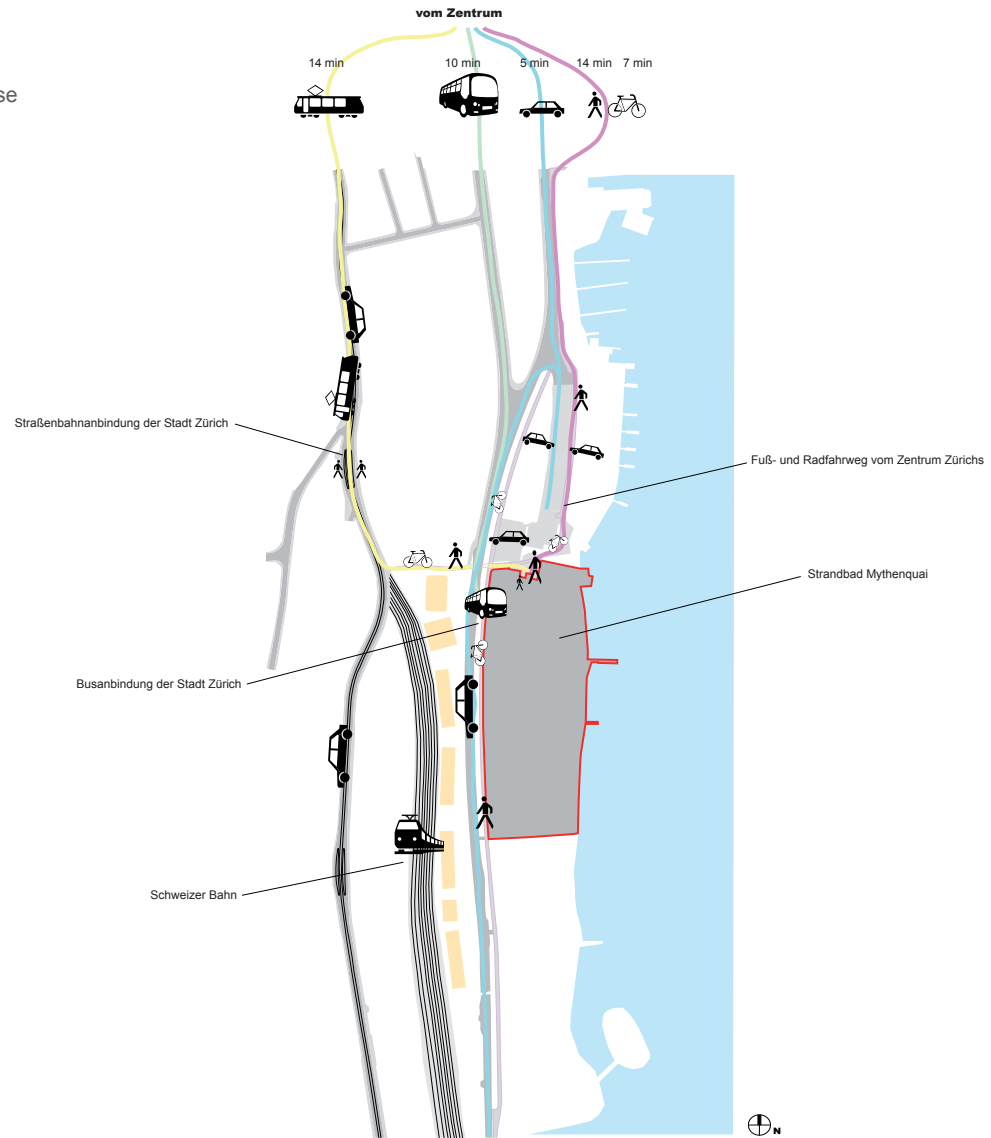 vom Zentrum
14 min 10 min 5 min 14 min 7 min
se
Straßenbahnanbindung der Stadt Zürich
Fuß- und Radfahrweg vom Zentrum Zürichs
Strandbad Mythenquai
Busanbindung der Stadt Zürich
Schweizer Bahn
N